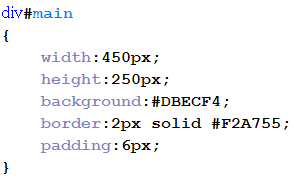 div#main
{
    width:450px;
    height:250px;
    background:#DBECF4;
    border:2px solid #F2A755;
    padding:6px;
}